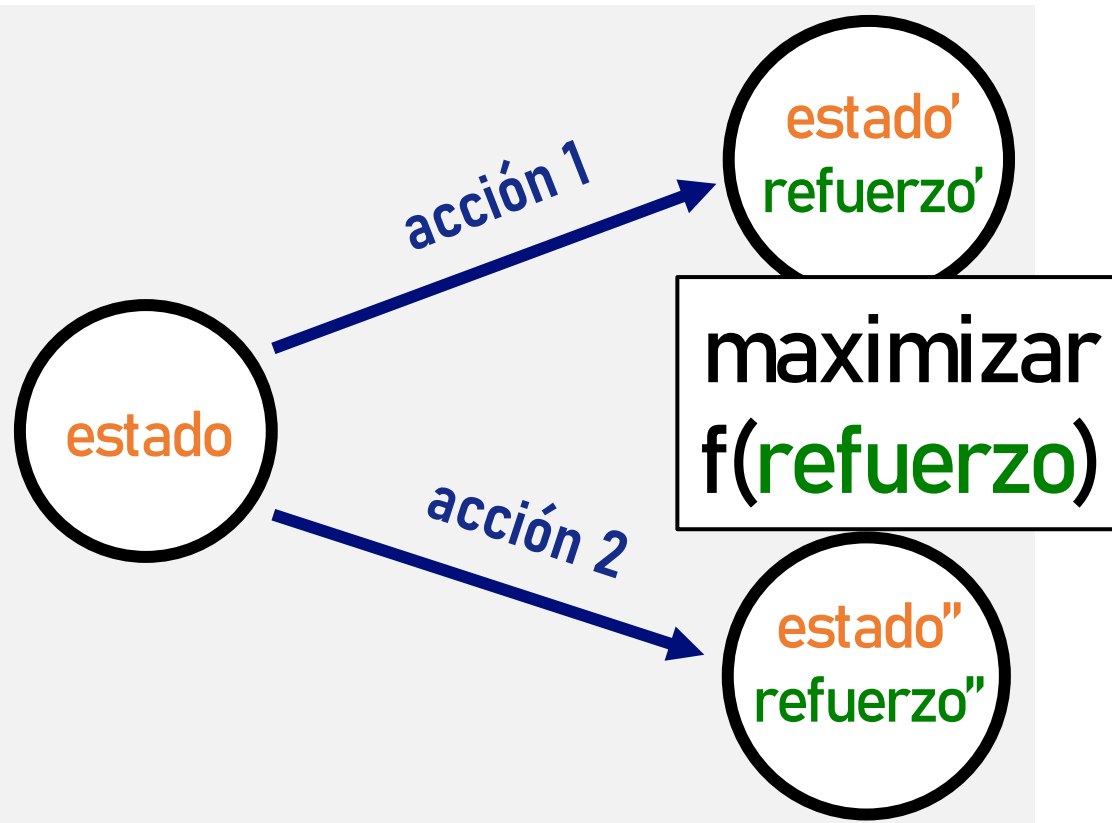 estado'
refuerzo'
acción 1
maximizar
f(refuerzo)
estado
acción 2
estado"
refuerzo"